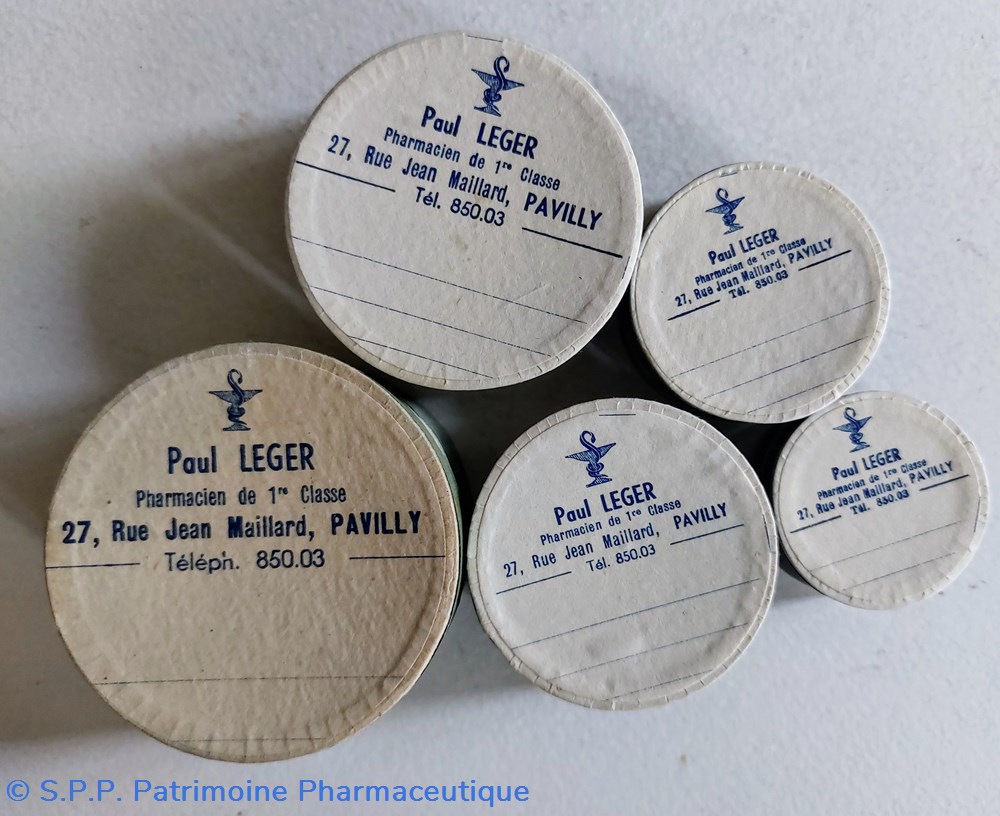 Paul LEGER
Pharmacien de 1re Classe
27, Rue Jean Maillard, PAVILLY
Tél. 850.03
Paul LEGER
Pharmacien de 1re Classe
27, Rue Jean Maillard, PAVILLY
Tél. 850.03
Paul LEGER
Pharmacien de 1re Classe
27, Rue Jean Maillard, PAVILLY
Téléph. 850.03
Paul LEGER
Pharmacien de 1re Classe
27, Rue Jean Maillard, PAVILLY
Tél. 850.03
Paul LEGER
Pharmacien de 1re Classe
27, Rue Jean Maillard, PAVILLY
Tél. 850.03
© S.P.P. Patrimoine Pharmaceutique